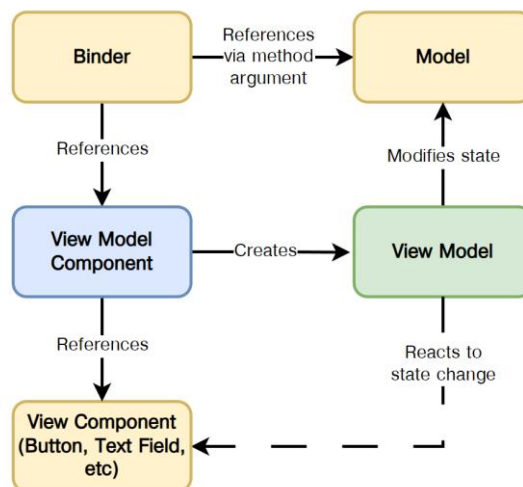 Binder
References
via method
argument
Model
References
Modifies state
View Model
Component
Creates
View Model
References
Reacts to
state change
View Component
(Button, Text Field,
etc)